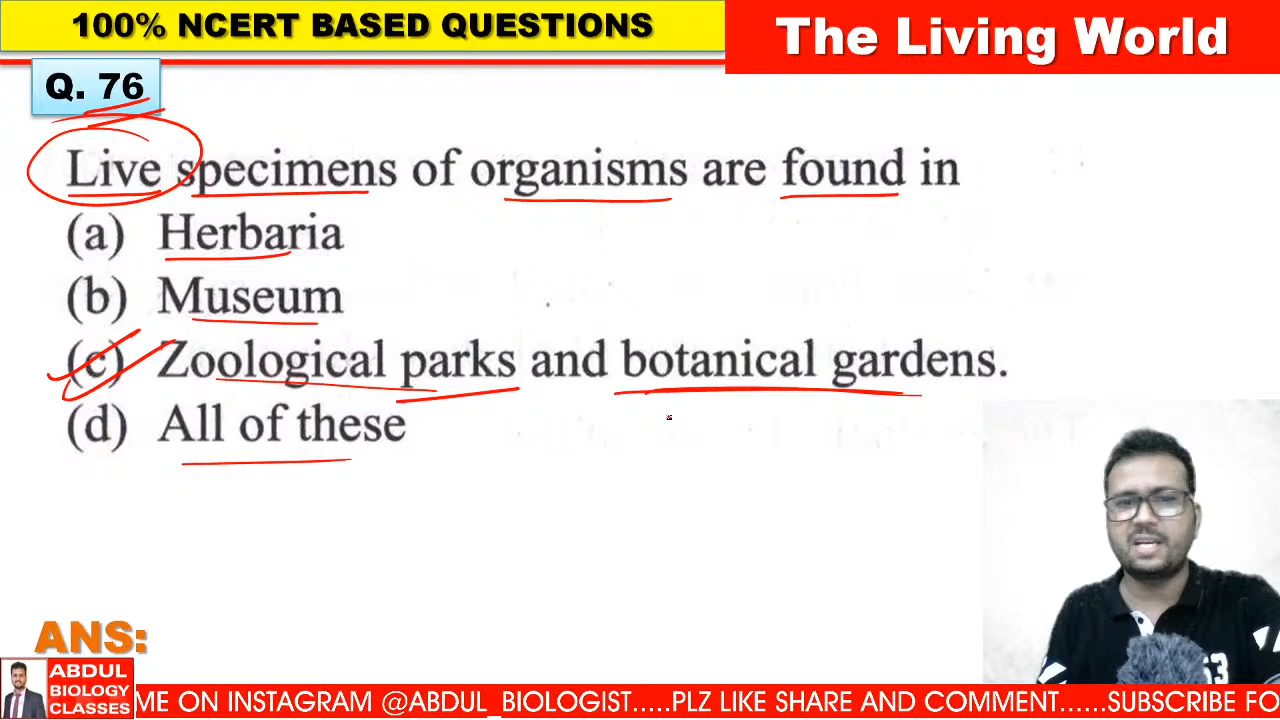 100% NCERT BASED QUESTIONS
The Living World
Q. 76
Live specimens of organisms are found in
(a) Herbaria
(b) Museum
(c) Zoological parks and botanical gardens.
(d) All of these
ANS:
ABDUL
BIOLOGY
CLASSES
ME ON INSTAGRAM @ABDUL_BIOLOGIST.....PLZ LIKE SHARE AND COMMENT......SUBSCRIBE FO